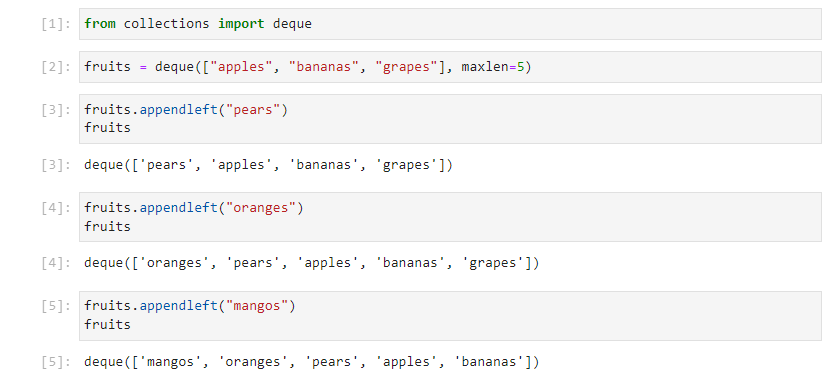 [1]: from collections import deque
[2]: fruits = deque(["apples", "bananas", "grapes"], maxlen=5)
[3]: fruits.appendleft("pears")
fruits
[3]: deque(['pears', 'apples', 'bananas', 'grapes'])
[4]: fruits.appendleft("oranges")
fruits
[4]: deque(['oranges', 'pears', 'apples', 'bananas', 'grapes'])
[5]: fruits.appendleft("mangos")
fruits
[5]: deque(['mangos', 'oranges', 'pears', 'apples', 'bananas'])